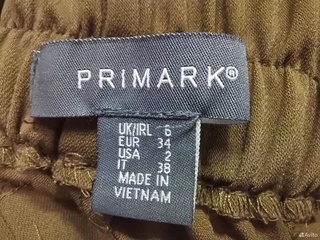 PRIMARK®
UK/IRL 6
EUR 34
USA 2
IT 38
MADE IN
VIETNAM
Avito